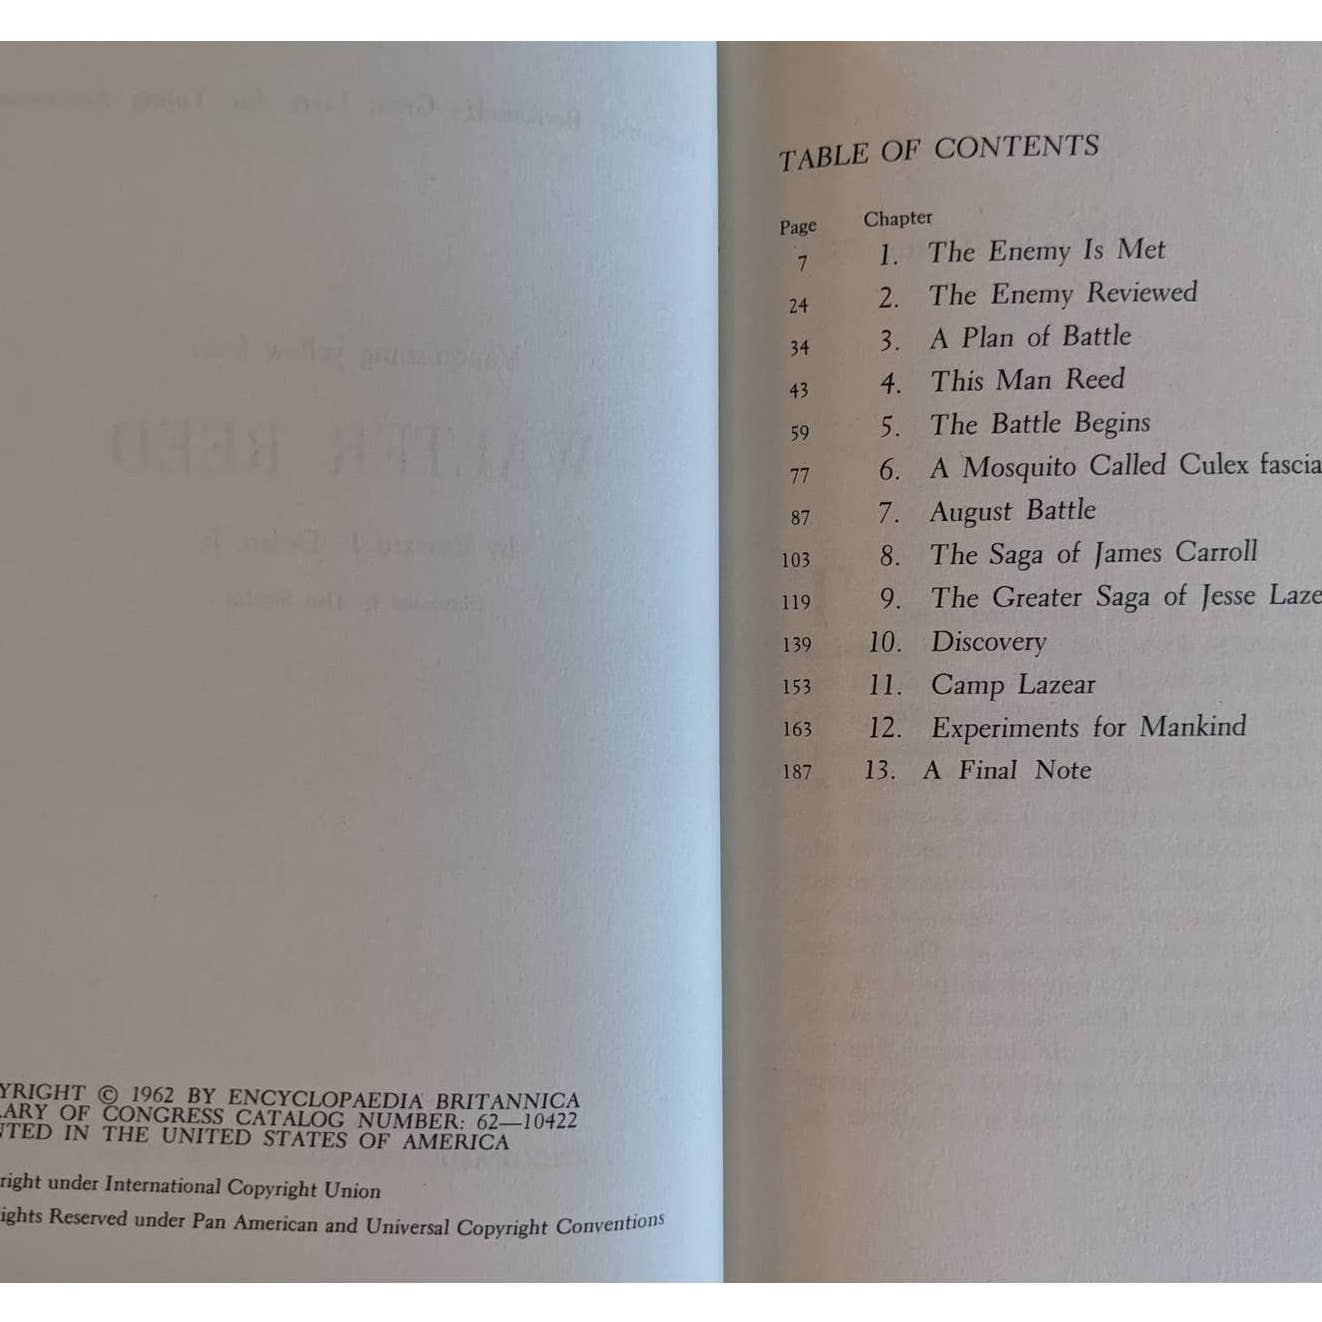 YRIGHT © 1962 BY ENCYCLOPAEDIA BRITANNICA
ARY OF CONGRESS CATALOG NUMBER: 62—10422
TED IN THE UNITED STATES OF AMERICA
right under International Copyright Union
ights Reserved under Pan American and Universal Copyright Conventions
TABLE OF CONTENTS
Page Chapter
7 1. The Enemy Is Met
24 2. The Enemy Reviewed
34 3. A Plan of Battle
43 4. This Man Reed
59 5. The Battle Begins
77 6. A Mosquito Called Culex fascia
87 7. August Battle
103 8. The Saga of James Carroll
119 9. The Greater Saga of Jesse Laze
139 10. Discovery
153 11. Camp Lazear
163 12. Experiments for Mankind
187 13. A Final Note